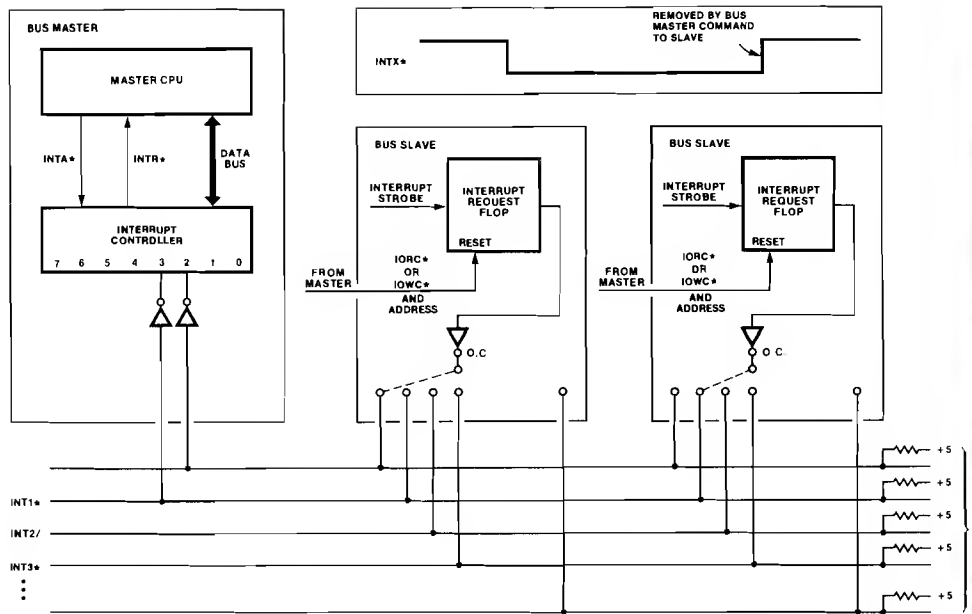 BUS MASTER
MASTER CPU
INTA*
INTR*
DATA
BUS
INTERRUPT
CONTROLLER
7 6 5 4 3 2 1 0
REMOVED BY BUS
MASTER COMMAND
TO SLAVE
INTX*
BUS SLAVE
INTERRUPT
STROBE
INTERRUPT
REQUEST
FLOP
RESET
FROM
MASTER
IORC*
OR
IOWC*
AND
ADDRESS
O.C
BUS SLAVE
INTERRUPT
STROBE
INTERRUPT
REQUEST
FLOP
RESET
FROM
MASTER
IORC*
DR
IOWC*
AND
ADDRESS
O C.
+5
INT1*
+5
INT2/
+5
INT3*
+5
+5